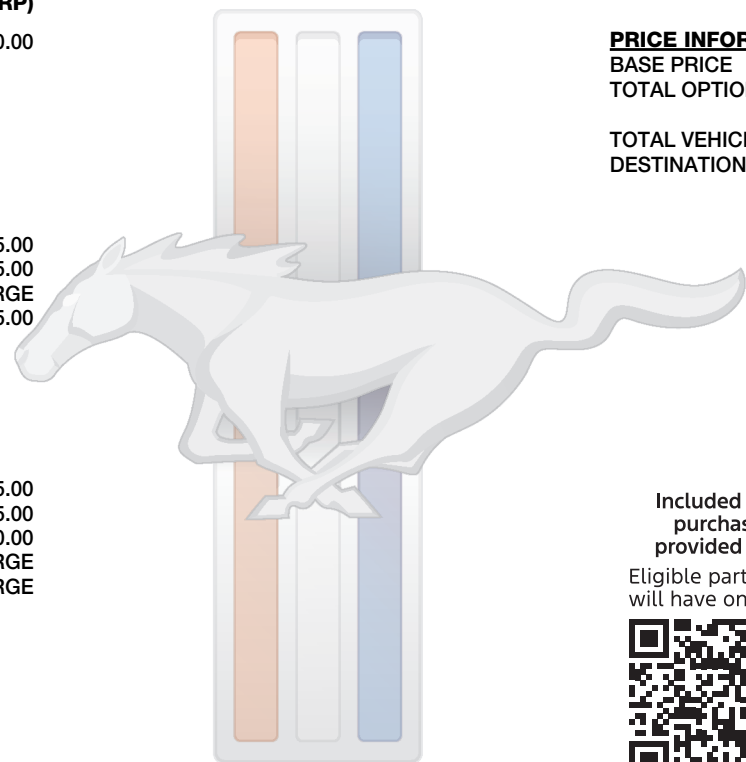 RP)
0.00
5.00
5.00
RGE
5.00
5.00
5.00
0.00
RGE
RGE
PRICE INFOR
BASE PRICE
TOTAL OPTIO
TOTAL VEHIC
DESTINATION
Included
purchas
provided
Eligible part
will have on